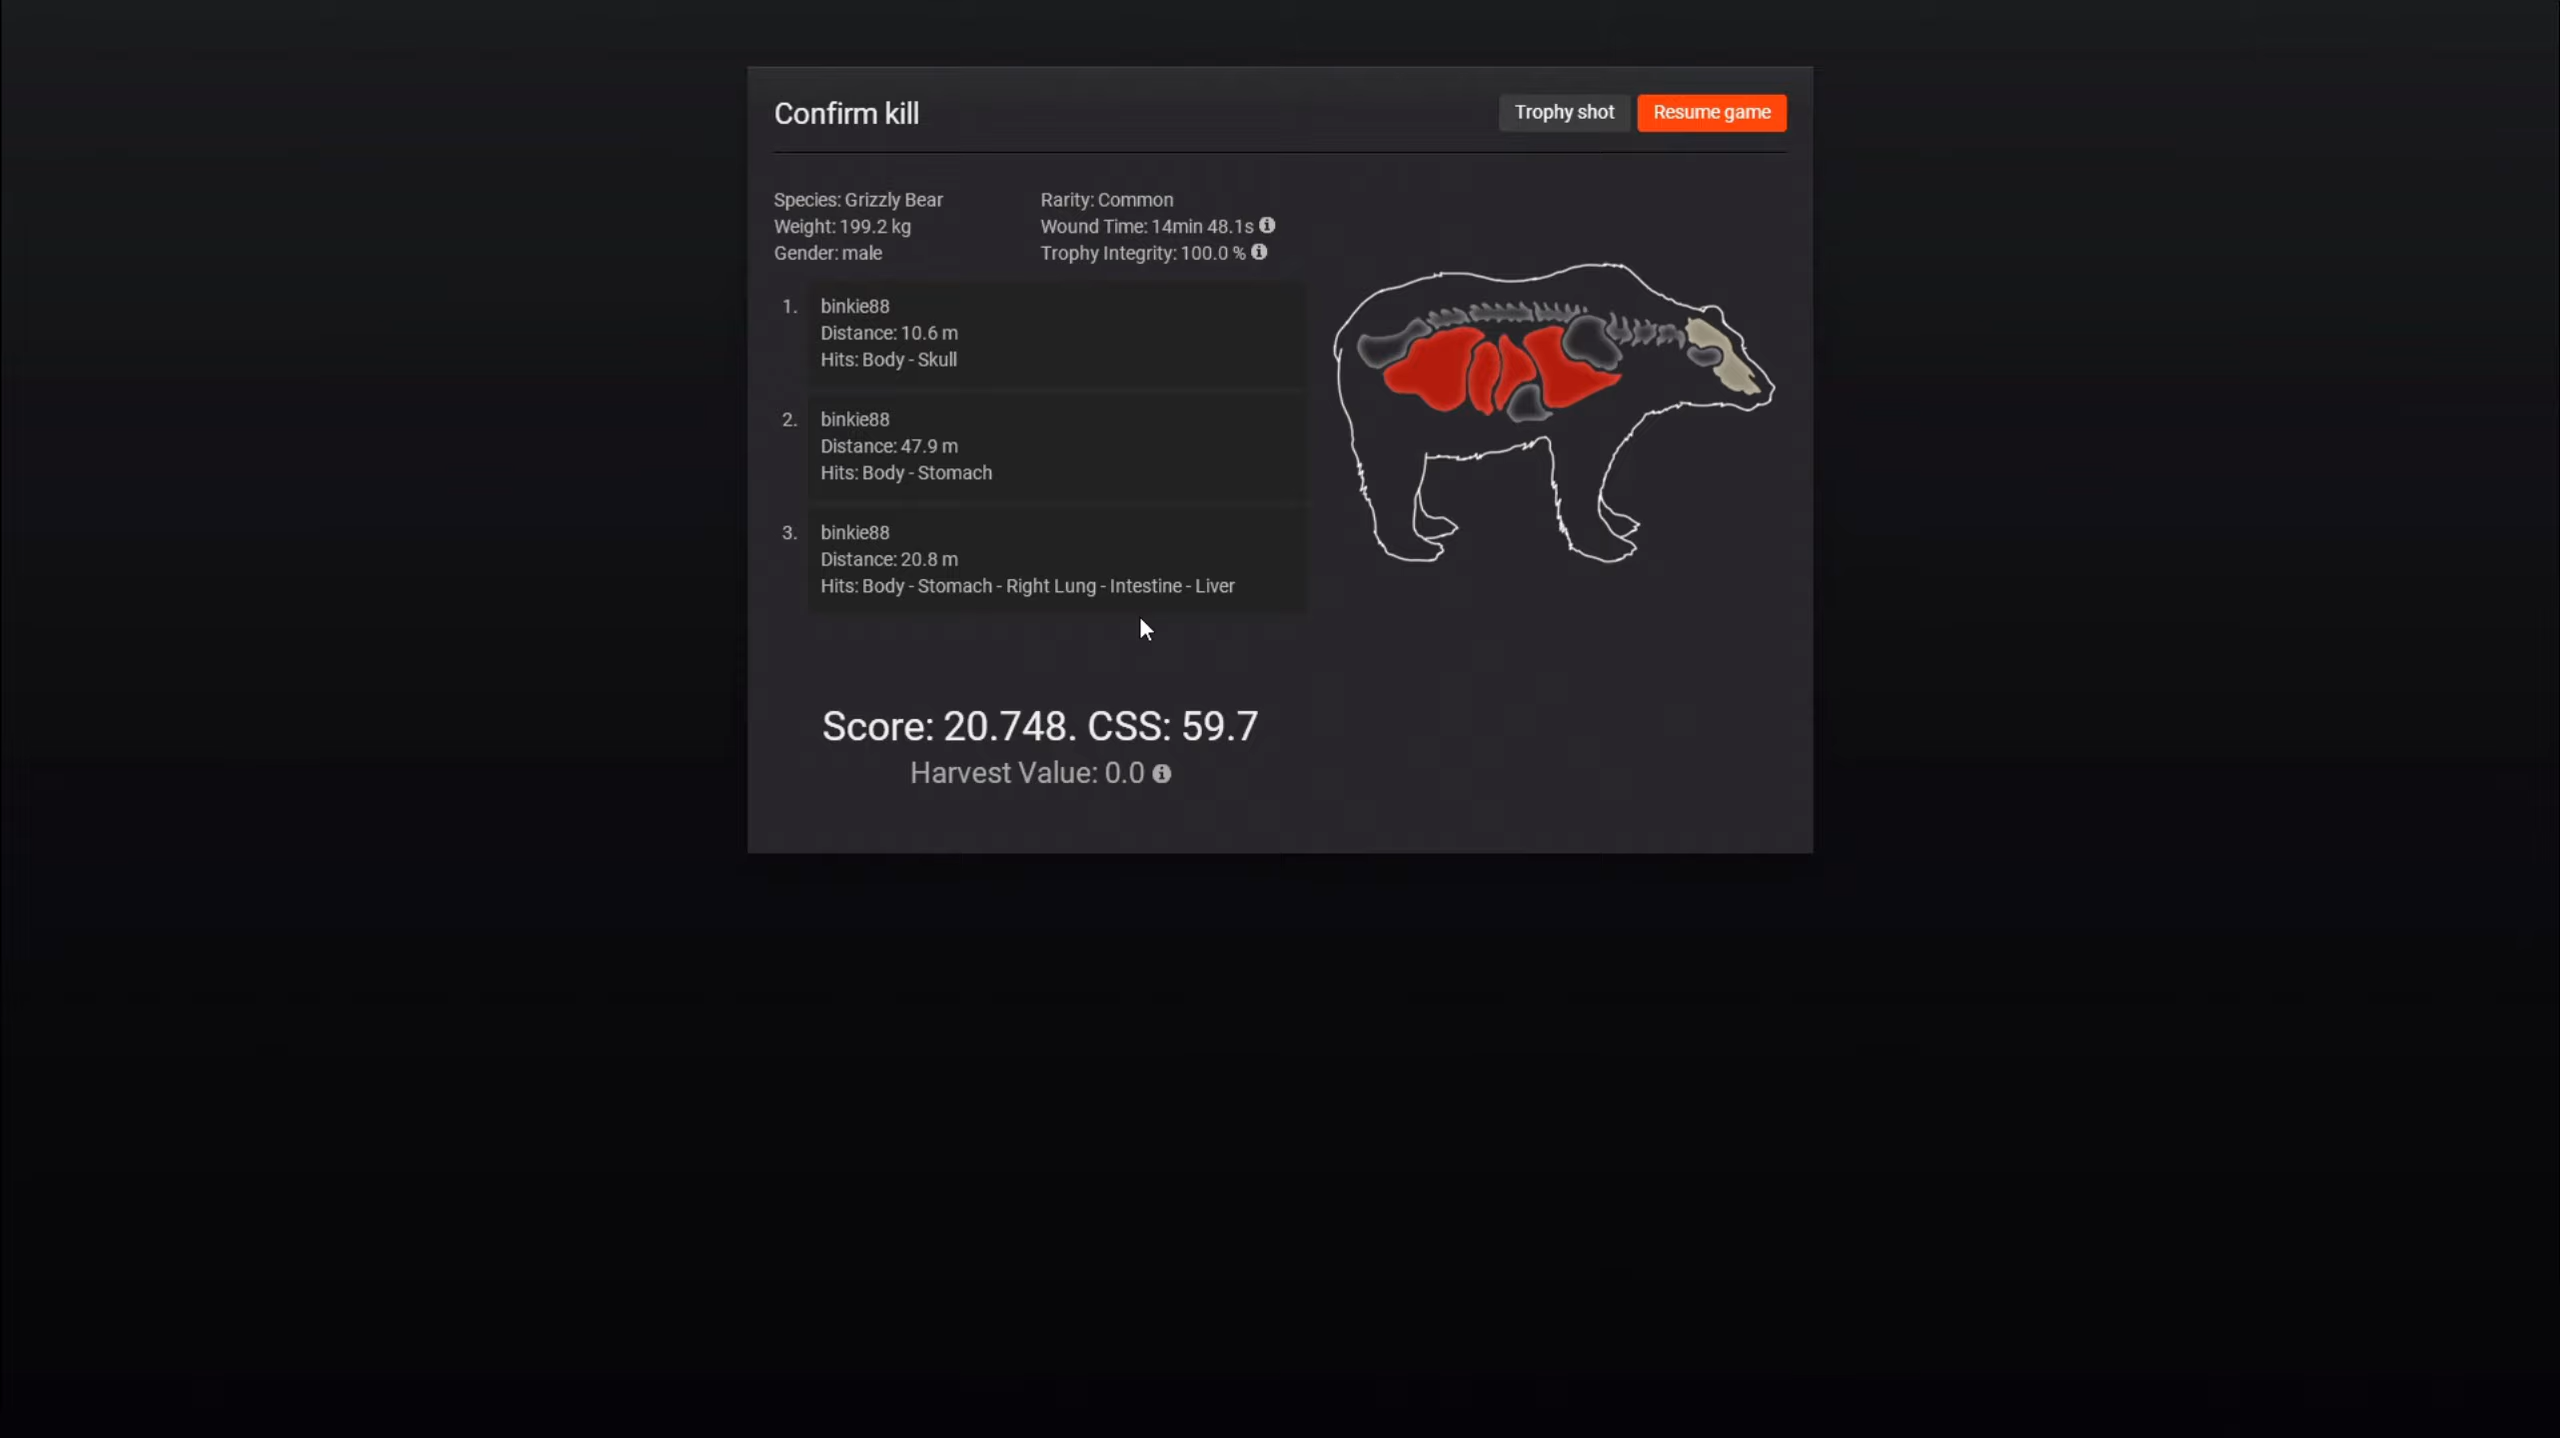 Confirm kill
Trophy shot
Resume game
Species: Grizzly Bear
Weight: 199.2 kg
Gender: male
Rarity: Common
Wound Time: 14min 48.1s
Trophy Integrity: 100.0 %
1.
binkie88
Distance: 10.6 m
Hits: Body - Skull
2.
binkie88
Distance: 47.9 m
Hits: Body - Stomach
3.
binkie88
Distance: 20.8 m
Hits: Body - Stomach - Right Lung - Intestine - Liver
Score: 20.748. CSS: 59.7
Harvest Value: 0.0